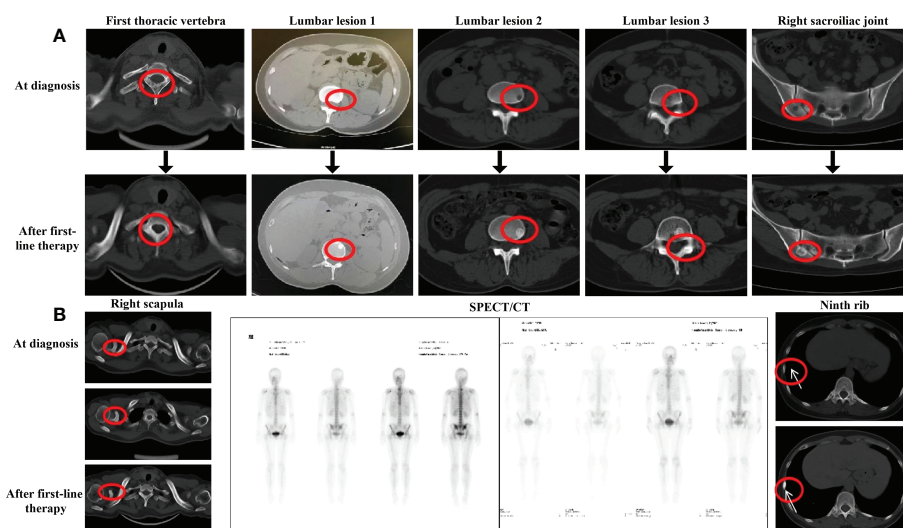 First thoracic vertebra
Lumbar lesion 1
Lumbar lesion 2
Lumbar lesion 3
Right sacroiliac joint
A
At diagnosis
After first-
line therapy
B
Right scapula
SPECT/CT
Ninth rib
At diagnosis
After first-line
therapy